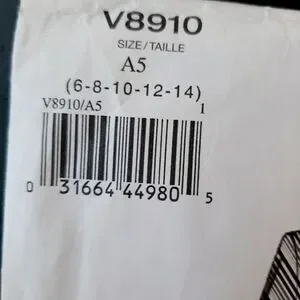 V8910
SIZE/TAILLE
A5
(6-8-10-12-14)
V8910/A5 1
0 31664 44980 5